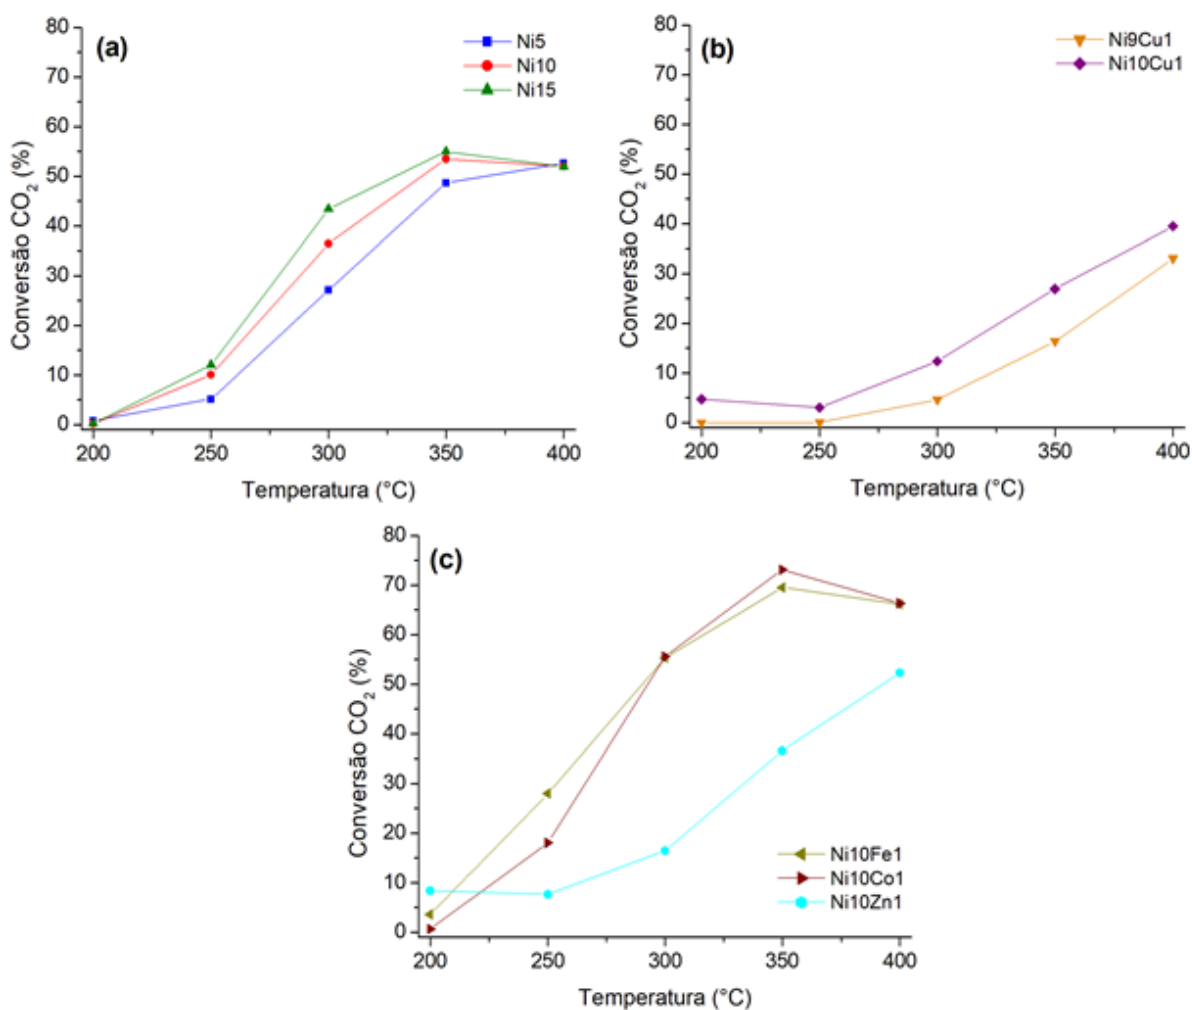 (a)
Ni5
Ni10
Ni15
Conversão CO2 (%)
80
70
60
50
40
30
20
10
0
200 250 300 350 400
Temperatura (°C)
(b)
Ni9Cu1
Ni10Cu1
Conversão CO2 (%)
80
70
60
50
40
30
20
10
0
200 250 300 350 400
Temperatura (°C)
(c)
Conversão CO2 (%)
80
70
60
50
40
30
20
10
0
Ni10Fe1
Ni10Co1
Ni10Zn1
200 250 300 350 400
Temperatura (°C)